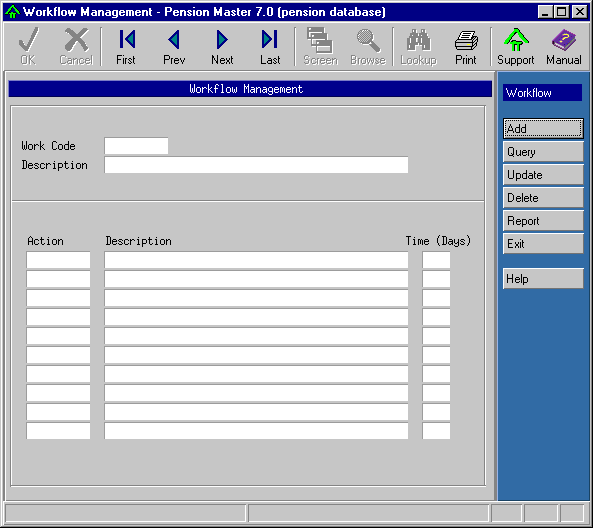 Workflow Management - Pension Master 7.0 (pension database)
OK Cancel First Prev Next Last Screen Browse Lookup Print Support Manual
Workflow Management
Work Code
Description
Action Description Time (Days)
Workflow
Add
Query
Update
Delete
Report
Exit
Help